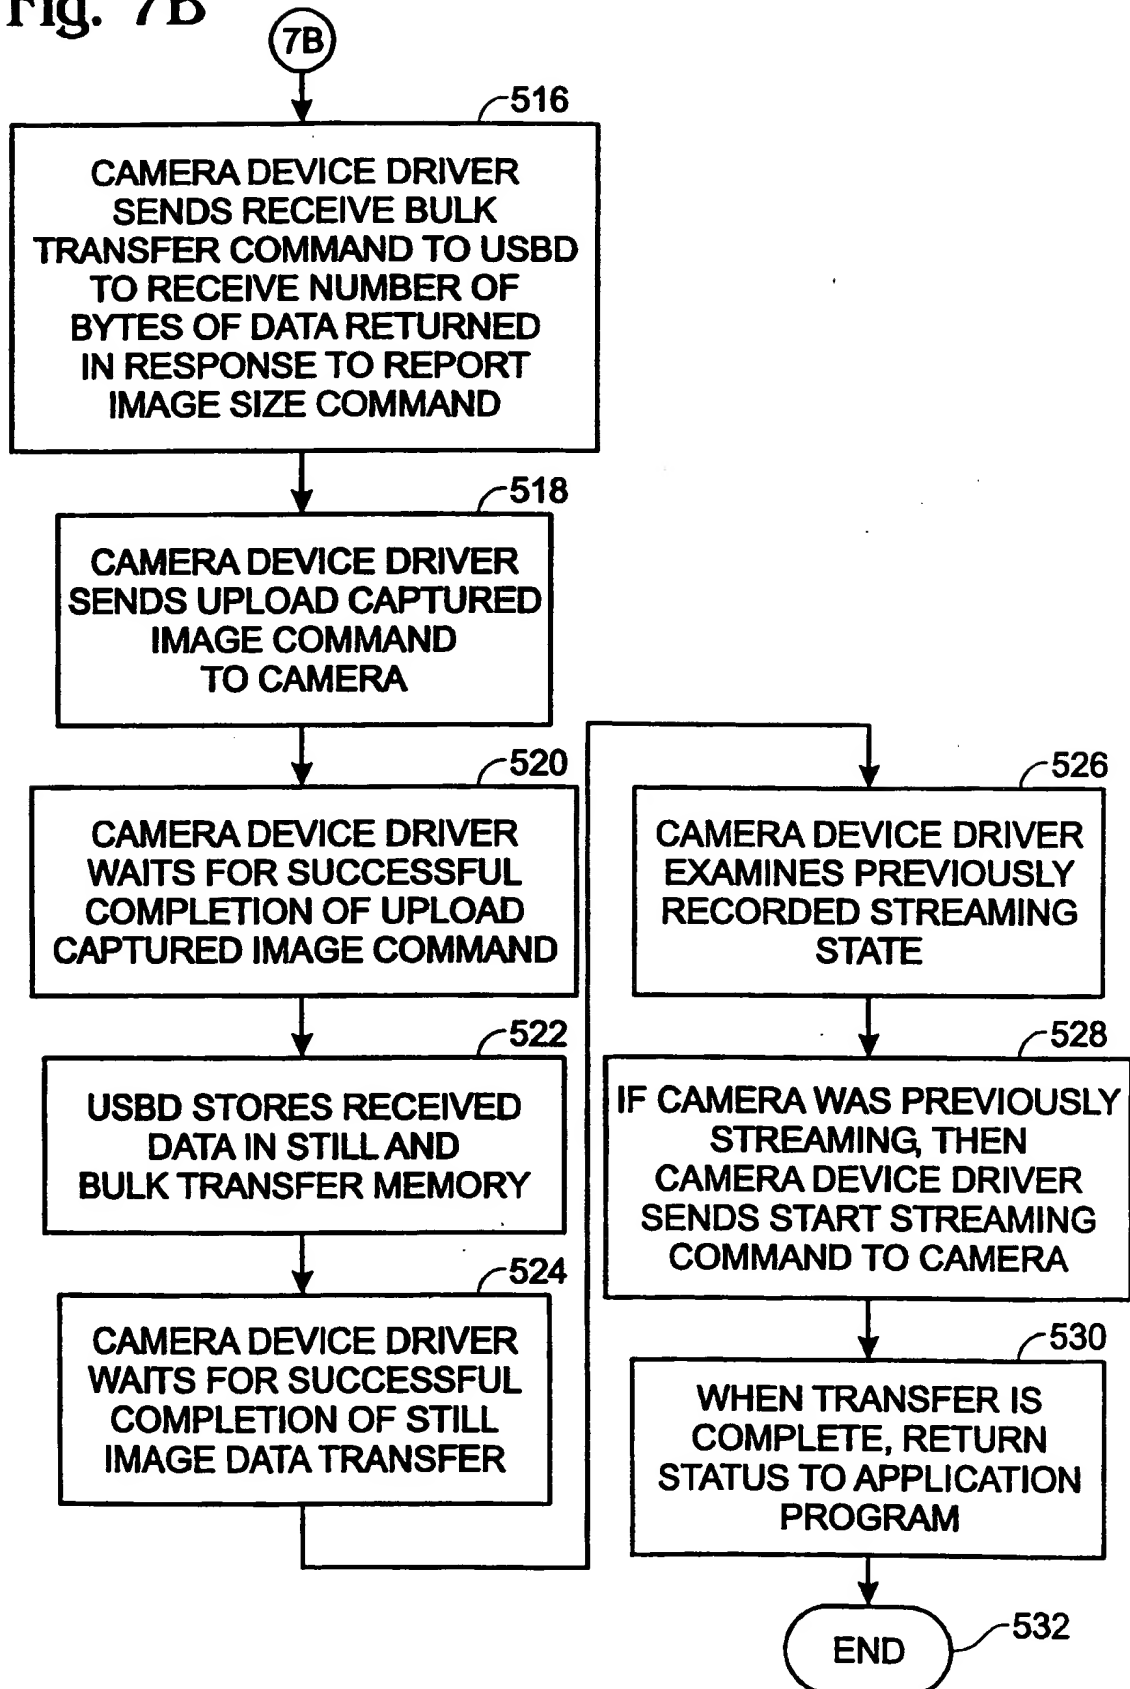 Fig. 7B
7B
516
CAMERA DEVICE DRIVER
SENDS RECEIVE BULK
TRANSFER COMMAND TO USBD
TO RECEIVE NUMBER OF
BYTES OF DATA RETURNED
IN RESPONSE TO REPORT
IMAGE SIZE COMMAND
518
CAMERA DEVICE DRIVER
SENDS UPLOAD CAPTURED
IMAGE COMMAND
TO CAMERA
520
CAMERA DEVICE DRIVER
WAITS FOR SUCCESSFUL
COMPLETION OF UPLOAD
CAPTURED IMAGE COMMAND
522
USBD STORES RECEIVED
DATA IN STILL AND
BULK TRANSFER MEMORY
524
CAMERA DEVICE DRIVER
WAITS FOR SUCCESSFUL
COMPLETION OF STILL
IMAGE DATA TRANSFER
526
CAMERA DEVICE DRIVER
EXAMINES PREVIOUSLY
RECORDED STREAMING
STATE
528
IF CAMERA WAS PREVIOUSLY
STREAMING, THEN
CAMERA DEVICE DRIVER
SENDS START STREAMING
COMMAND TO CAMERA
530
WHEN TRANSFER IS
COMPLETE, RETURN
STATUS TO APPLICATION
PROGRAM
END
532